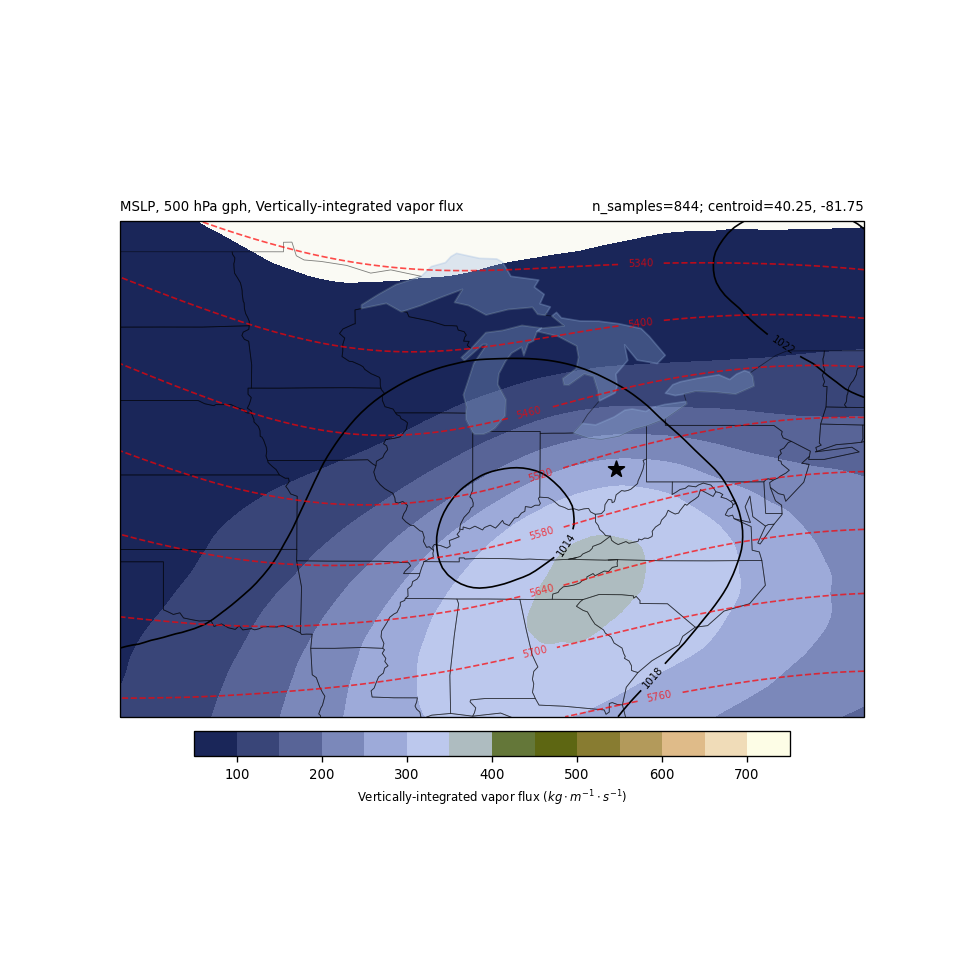 MSLP, 500 hPa gph, Vertically-integrated vapor flux
n_samples=844; centroid=40.25, -81.75
5340
5400
1022
5460
5520
5580
1014
5640
5700
1018
5760
100 200 300 400 500 600 700
Vertically-integrated vapor flux (kg · m⁻¹ · s⁻¹)